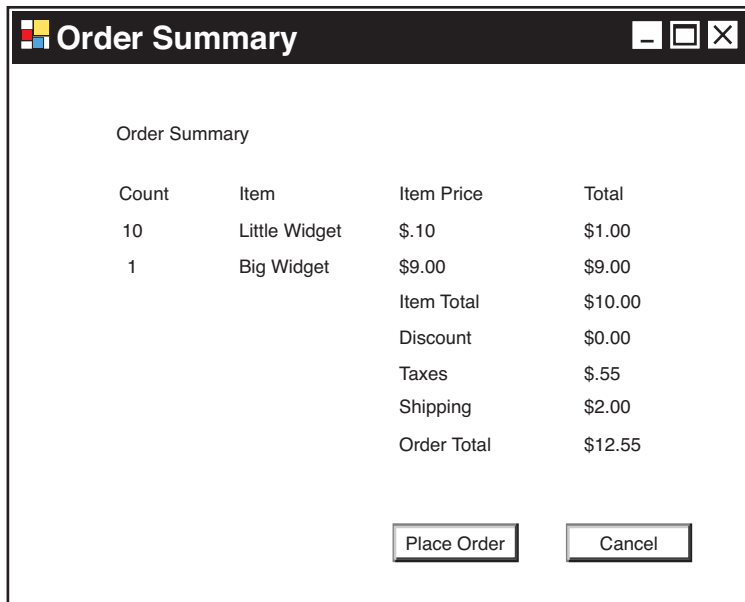 Order Summary
Order Summary
Count Item Item Price Total
10 Little Widget $.10 $1.00
1 Big Widget $9.00 $9.00
Item Total $10.00
Discount $0.00
Taxes $.55
Shipping $2.00
Order Total $12.55
Place Order Cancel